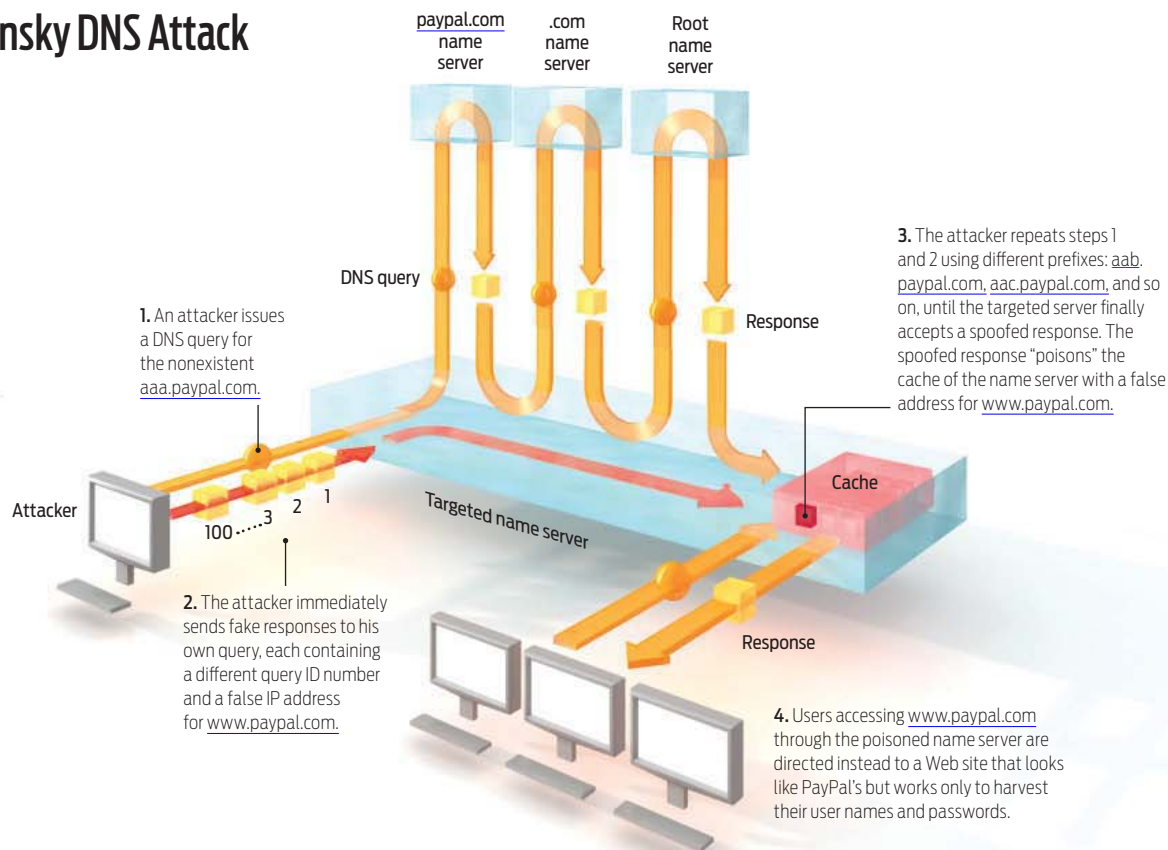 nsky DNS Attack
paypal.com
name
server
.com
name
server
Root
name
server
DNS query
Response
1. An attacker issues
a DNS query for
the nonexistent
aaa.paypal.com.
3. The attacker repeats steps 1
and 2 using different prefixes: aab.
paypal.com, aac.paypal.com, and so
on, until the targeted server finally
accepts a spoofed response. The
spoofed response “poisons” the
cache of the name server with a false
address for www.paypal.com.
Attacker
100.....3 2 1
Targeted name server
Cache
2. The attacker immediately
sends fake responses to his
own query, each containing
a different query ID number
and a false IP address
for www.paypal.com.
Response
4. Users accessing www.paypal.com
through the poisoned name server are
directed instead to a Web site that looks
like PayPal’s but works only to harvest
their user names and passwords.